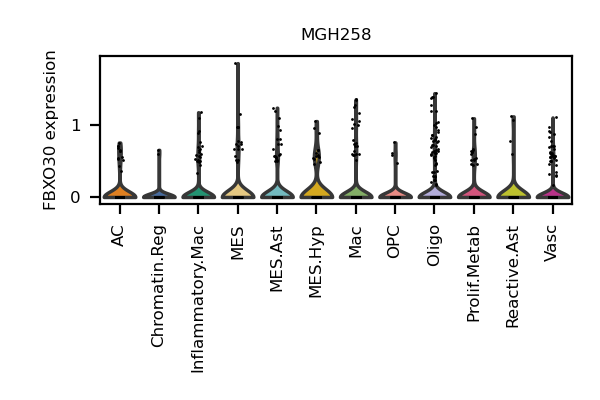 MGH258
FBXO30 expression
1
0
AC
Chromatin.Reg
Inflammatory.Mac
MES
MES.Ast
MES.Hyp
Mac
OPC
Oligo
Prolif.Metab
Reactive.Ast
Vasc